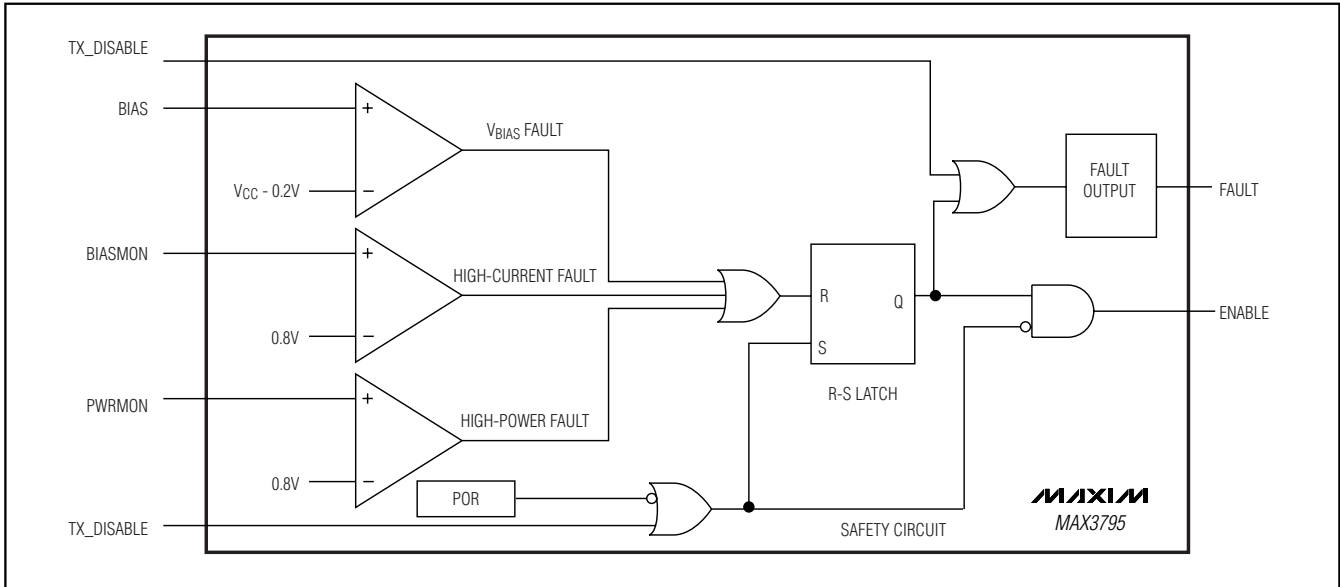 TX_DISABLE
BIAS
+
VBIAS FAULT
VCC - 0.2V
−
FAULT
OUTPUT
FAULT
BIASMON
+
HIGH-CURRENT FAULT
0.8V
−
R
Q
S
R-S LATCH
ENABLE
PWRMON
+
HIGH-POWER FAULT
0.8V
−
POR
TX_DISABLE
SAFETY CIRCUIT
MAXIM
MAX3795